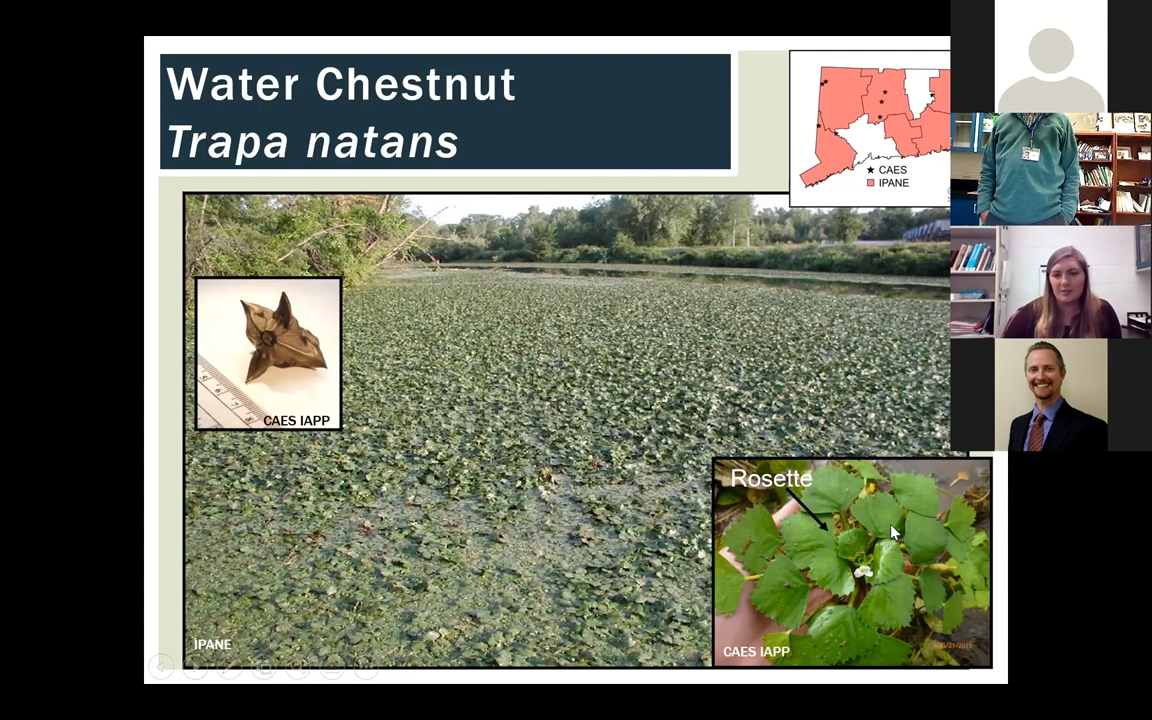 Water Chestnut
Trapa natans
★ CAES
IPANE
CAES IAPP
Rosette
IPANE
CAES IAPP